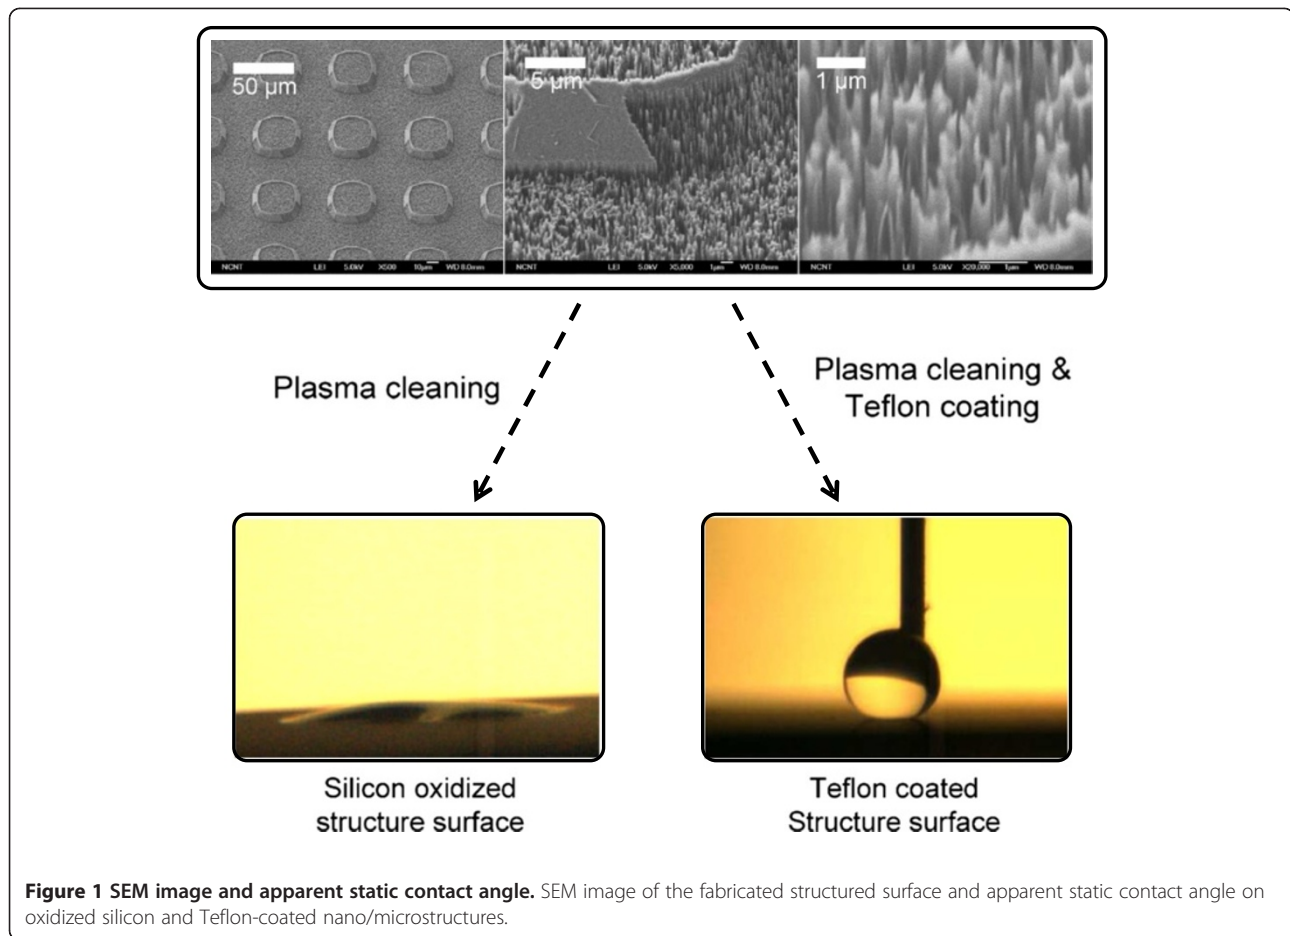 50 μm
5 μm
1 μm
NCNT LEI 5.0kV X500 10μm WD 8.0mm
NCNT LEI 5.0kV X5,000 1μm WD 8.0mm
NCNT LEI 5.0kV X20,000 1μm WD 8.0mm
Plasma cleaning
Plasma cleaning &
Teflon coating
Silicon oxidized
structure surface
Teflon coated
Structure surface
Figure 1 SEM image and apparent static contact angle. SEM image of the fabricated structured surface and apparent static contact angle on
oxidized silicon and Teflon-coated nano/microstructures.